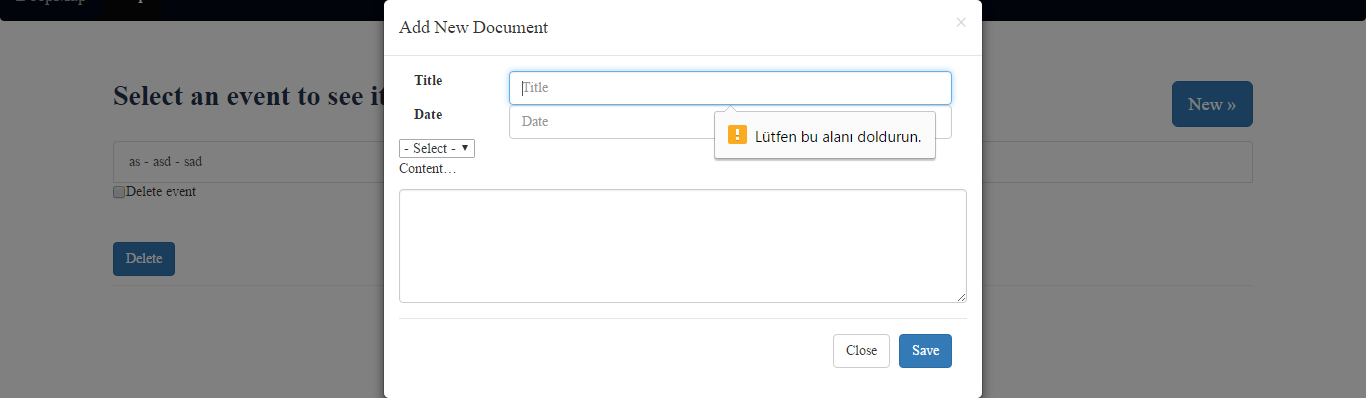 Add New Document
×
Title
Title
Select an event to see it
New »
Date
Date
Lütfen bu alanı doldurun.
- Select -
as - asd - sad
Content…
Delete event
Delete
Close
Save